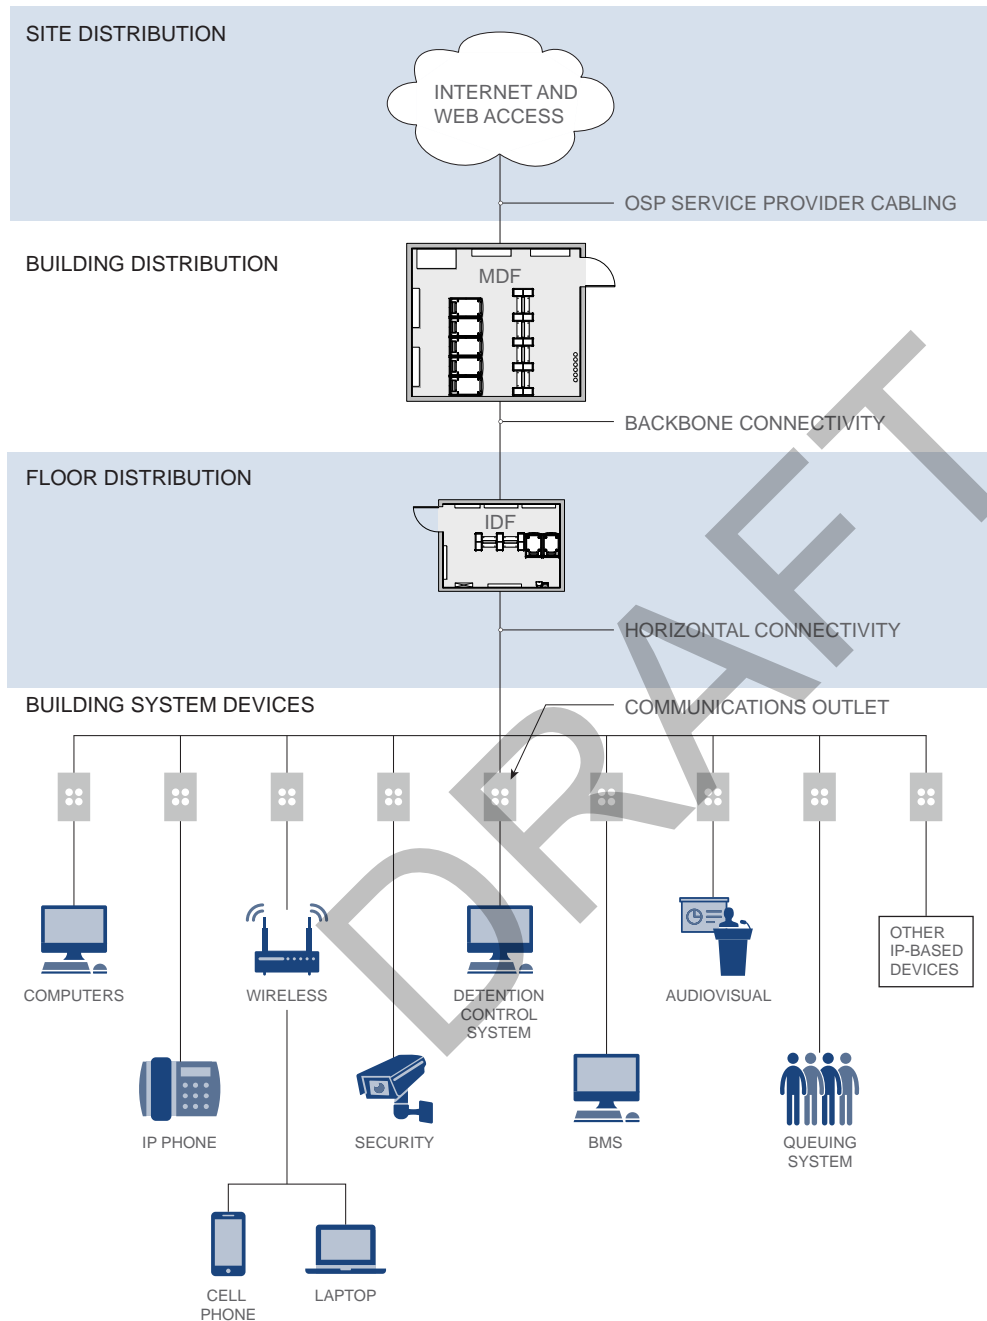 SITE DISTRIBUTION
INTERNET AND
WEB ACCESS
OSP SERVICE PROVIDER CABLING
BUILDING DISTRIBUTION
MDF
BACKBONE CONNECTIVITY
FLOOR DISTRIBUTION
IDF
HORIZONTAL CONNECTIVITY
BUILDING SYSTEM DEVICES
COMMUNICATIONS OUTLET
COMPUTERS
WIRELESS
DETENTION
CONTROL
SYSTEM
AUDIOVISUAL
OTHER
IP-BASED
DEVICES
IP PHONE
SECURITY
BMS
QUEUING
SYSTEM
CELL
PHONE
LAPTOP
DRAFT